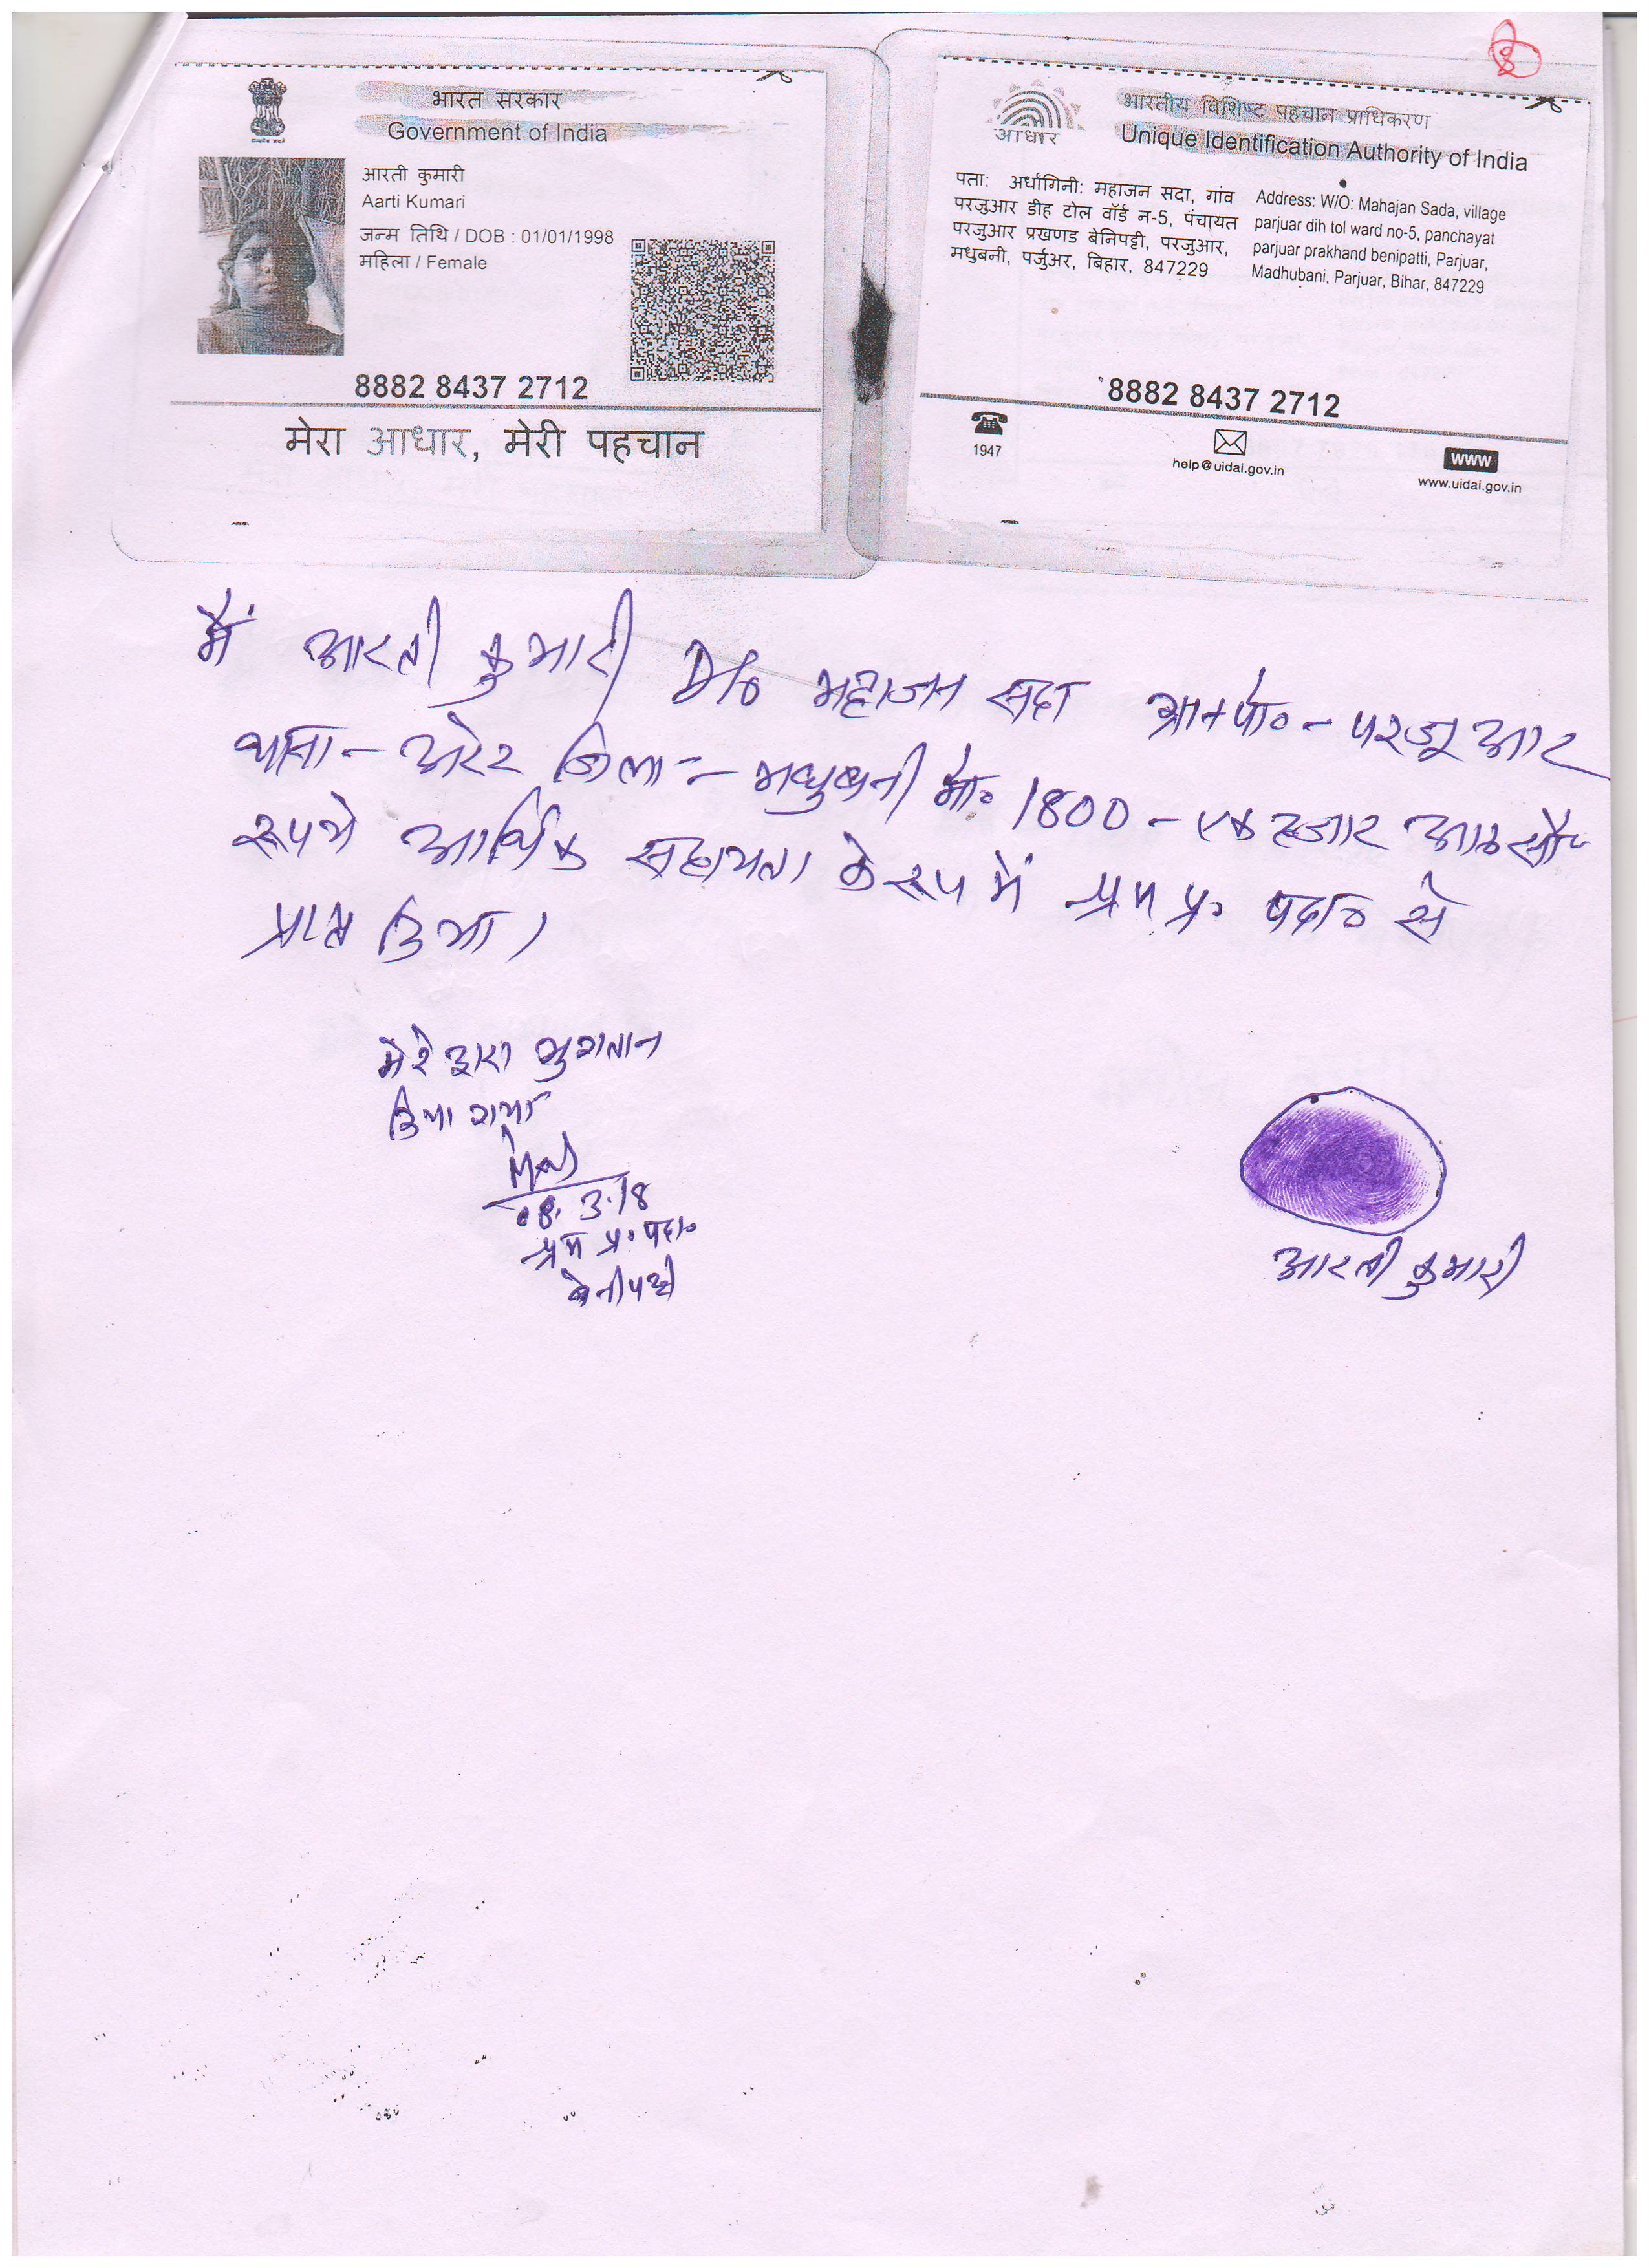 8
भारत सरकार
Government of India
आरती कुमारी
Aarti Kumari
जन्म तिथि / DOB : 01/01/1998
महिला / Female
8882 8437 2712
मेरा आधार, मेरी पहचान
आधार
भारतीय विशिष्ट पहचान प्राधिकरण
Unique Identification Authority of India
पता: अर्धांगिनी: महाजन सदा, गांव
परजुआर डीह टोल वॉर्ड न-5, पंचायत
परजुआर प्रखण्ड बेनिपट्टी, परजुआर,
मधुबनी, पर्जुअर, बिहार, 847229
Address: W/O: Mahajan Sada, village
parjuar dih tol ward no-5, panchayat
parjuar prakhand benipatti, Parjuar,
Madhubani, Parjuar, Bihar, 847229
8882 8437 2712
1947
help@uidai.gov.in
www
www.uidai.gov.in
मैं आरती कुमारी D/o महाजन सदा ग्रा+पो०-परजुआर
थाना-अरेर जिला-मधुबनी मो० 1800-एक हजार आठ सौ
रूपये आर्थिक सहायता के रूप में श्रम प्र० पदा० से
प्राप्त किया।
मेरे द्वारा भुगतान
किया गया
08.3.18
श्रम प्र० पदा०
बेनीपट्टी
आरती कुमारी